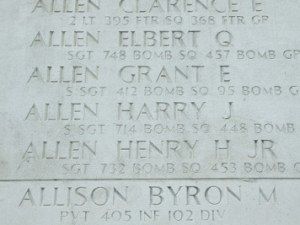 ALLEN CLARENCE E
2 LT 395 FTR SQ 368 FTR GP
ALLEN ELBERT Q
SGT 748 BOMB SQ 457 BOMB G
ALLEN GRANT E
S SGT 412 BOMB SQ 95 BOMB G
ALLEN HARRY J
S SGT 714 BOMB SQ 448 BOMB
ALLEN HENRY H JR
SGT 732 BOMB SQ 453 BOMB G
ALLISON BYRON M
PVT 405 INF 102 DIV